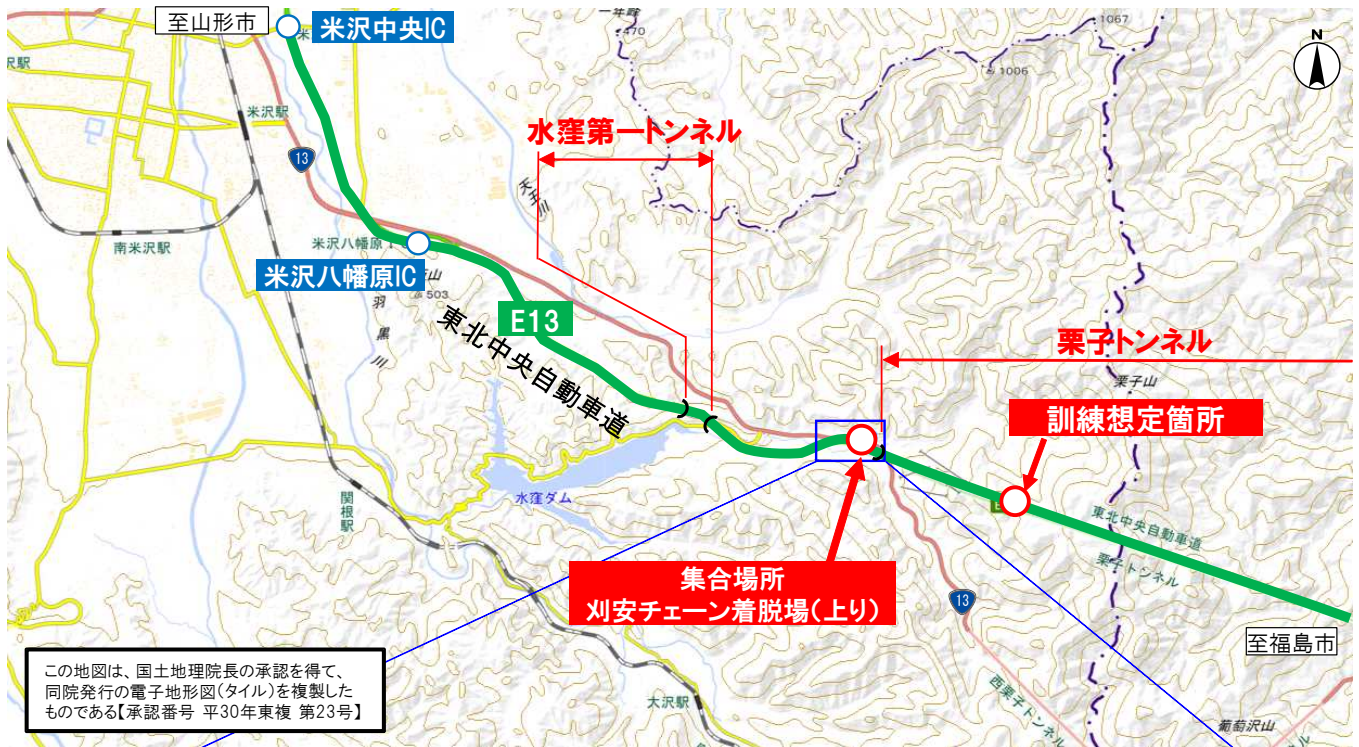 至山形市
米沢中央IC
一年峰
470
1067
1006
N
沢駅
米沢駅
13
水窪第一トンネル
天王川
南米沢駅
米沢八幡原IC
503
羽黒川
E13
東北中央自動車道
栗子トンネル
栗子山
訓練想定箇所
水窪ダム
関根駅
東北中央自動車道
栗子トンネル
集合場所
刈安チェーン着脱場(上り)
13
至福島市
この地図は、国土地理院長の承認を得て、
同院発行の電子地形図(タイル)を複製した
ものである【承認番号 平30年東複 第23号】
大沢駅
西栗子トンネル
葡萄沢山